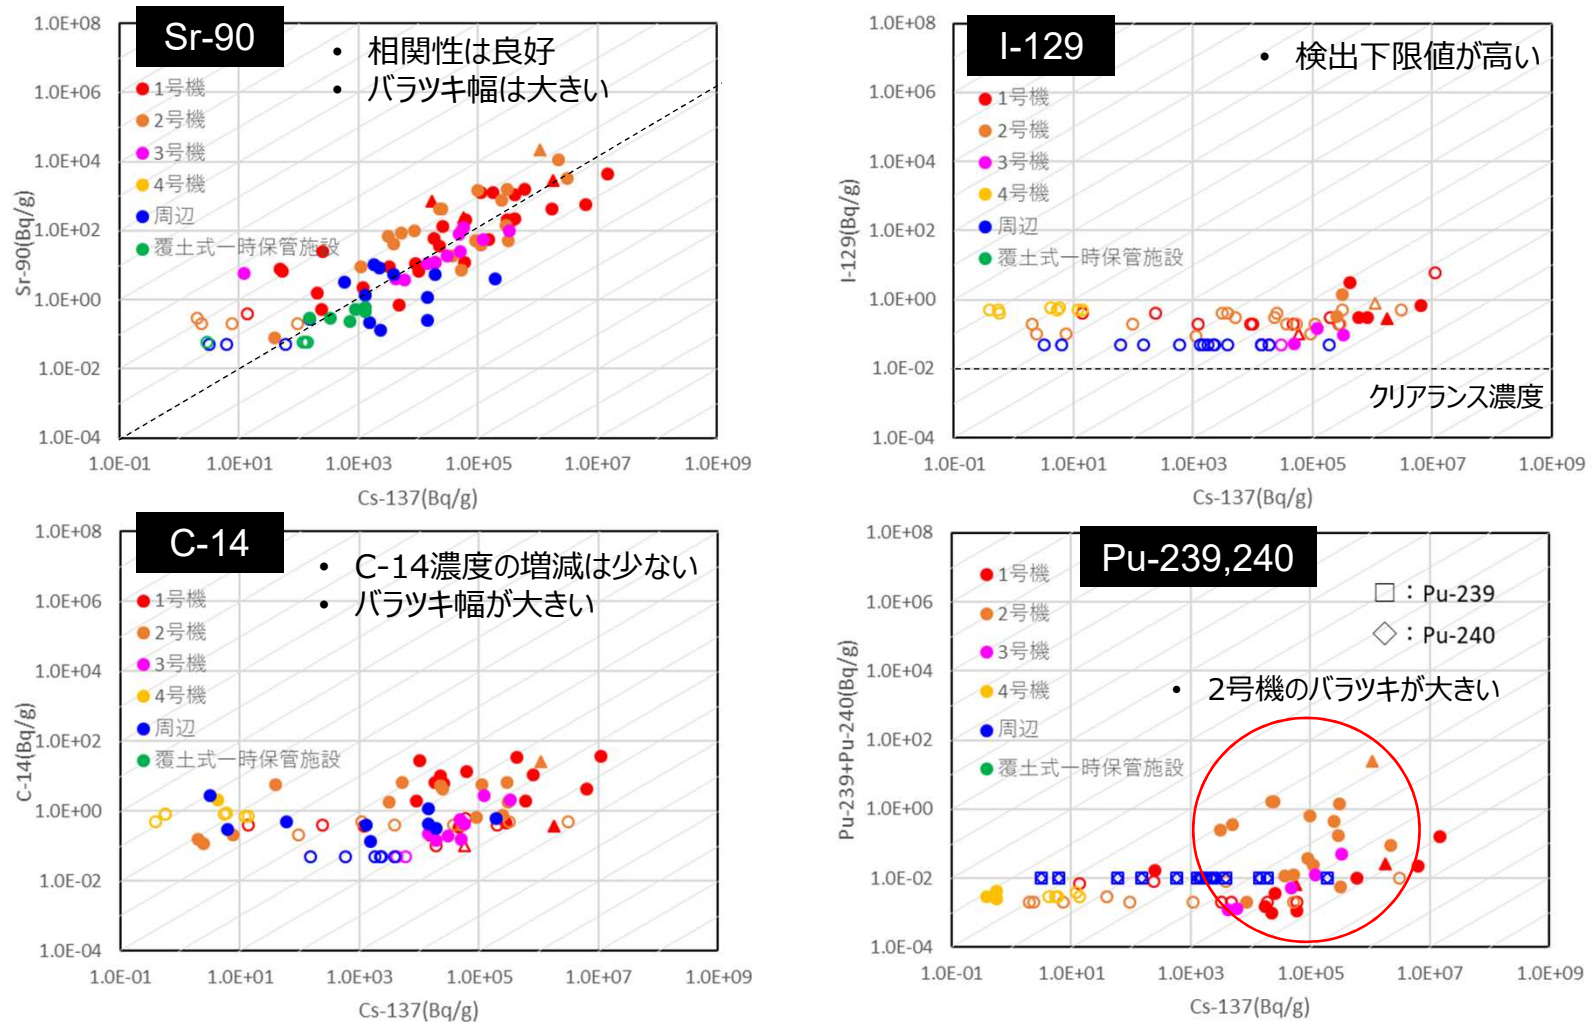 Sr-90
• 相関性は良好
• バラツキ幅は大きい
1号機
2号機
3号機
4号機
周辺
覆土式一時保管施設
Sr-90(Bq/g)
1.0E+08
1.0E+06
1.0E+04
1.0E+02
1.0E+00
1.0E-02
1.0E-04
1.0E-01 1.0E+01 1.0E+03 1.0E+05 1.0E+07 1.0E+09
Cs-137(Bq/g)
I-129
• 検出下限値が高い
1号機
2号機
3号機
4号機
周辺
覆土式一時保管施設
クリアランス濃度
I-129(Bq/g)
1.0E+08
1.0E+06
1.0E+04
1.0E+02
1.0E+00
1.0E-02
1.0E-04
1.0E-01 1.0E+01 1.0E+03 1.0E+05 1.0E+07 1.0E+09
Cs-137(Bq/g)
C-14
• C-14濃度の増減は少ない
• バラツキ幅が大きい
1号機
2号機
3号機
4号機
周辺
覆土式一時保管施設
C-14(Bq/g)
1.0E+08
1.0E+06
1.0E+04
1.0E+02
1.0E+00
1.0E-02
1.0E-04
1.0E-01 1.0E+01 1.0E+03 1.0E+05 1.0E+07 1.0E+09
Cs-137(Bq/g)
Pu-239,240
□：Pu-239
◇：Pu-240
• 2号機のバラツキが大きい
1号機
2号機
3号機
4号機
周辺
覆土式一時保管施設
Pu-239+Pu-240(Bq/g)
1.0E+08
1.0E+06
1.0E+04
1.0E+02
1.0E+00
1.0E-02
1.0E-04
1.0E-01 1.0E+01 1.0E+03 1.0E+05 1.0E+07 1.0E+09
Cs-137(Bq/g)